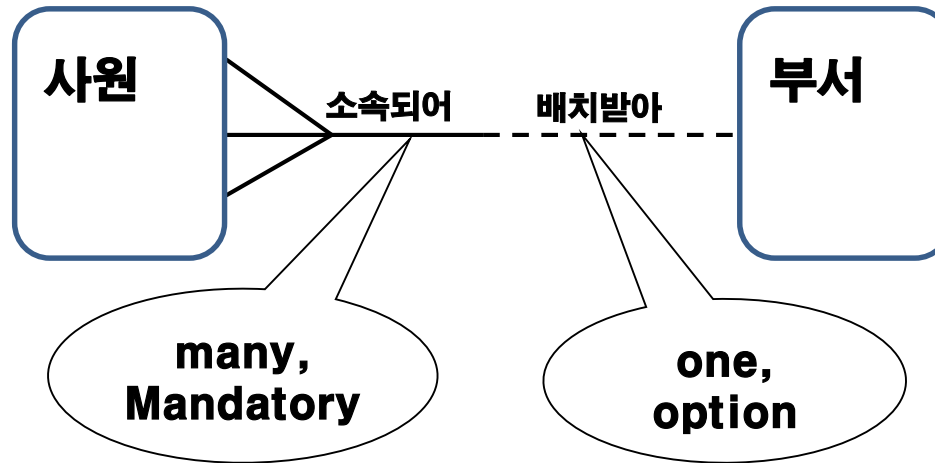 사원
부서
소속되어
배치받아
many,
Mandatory
one,
option